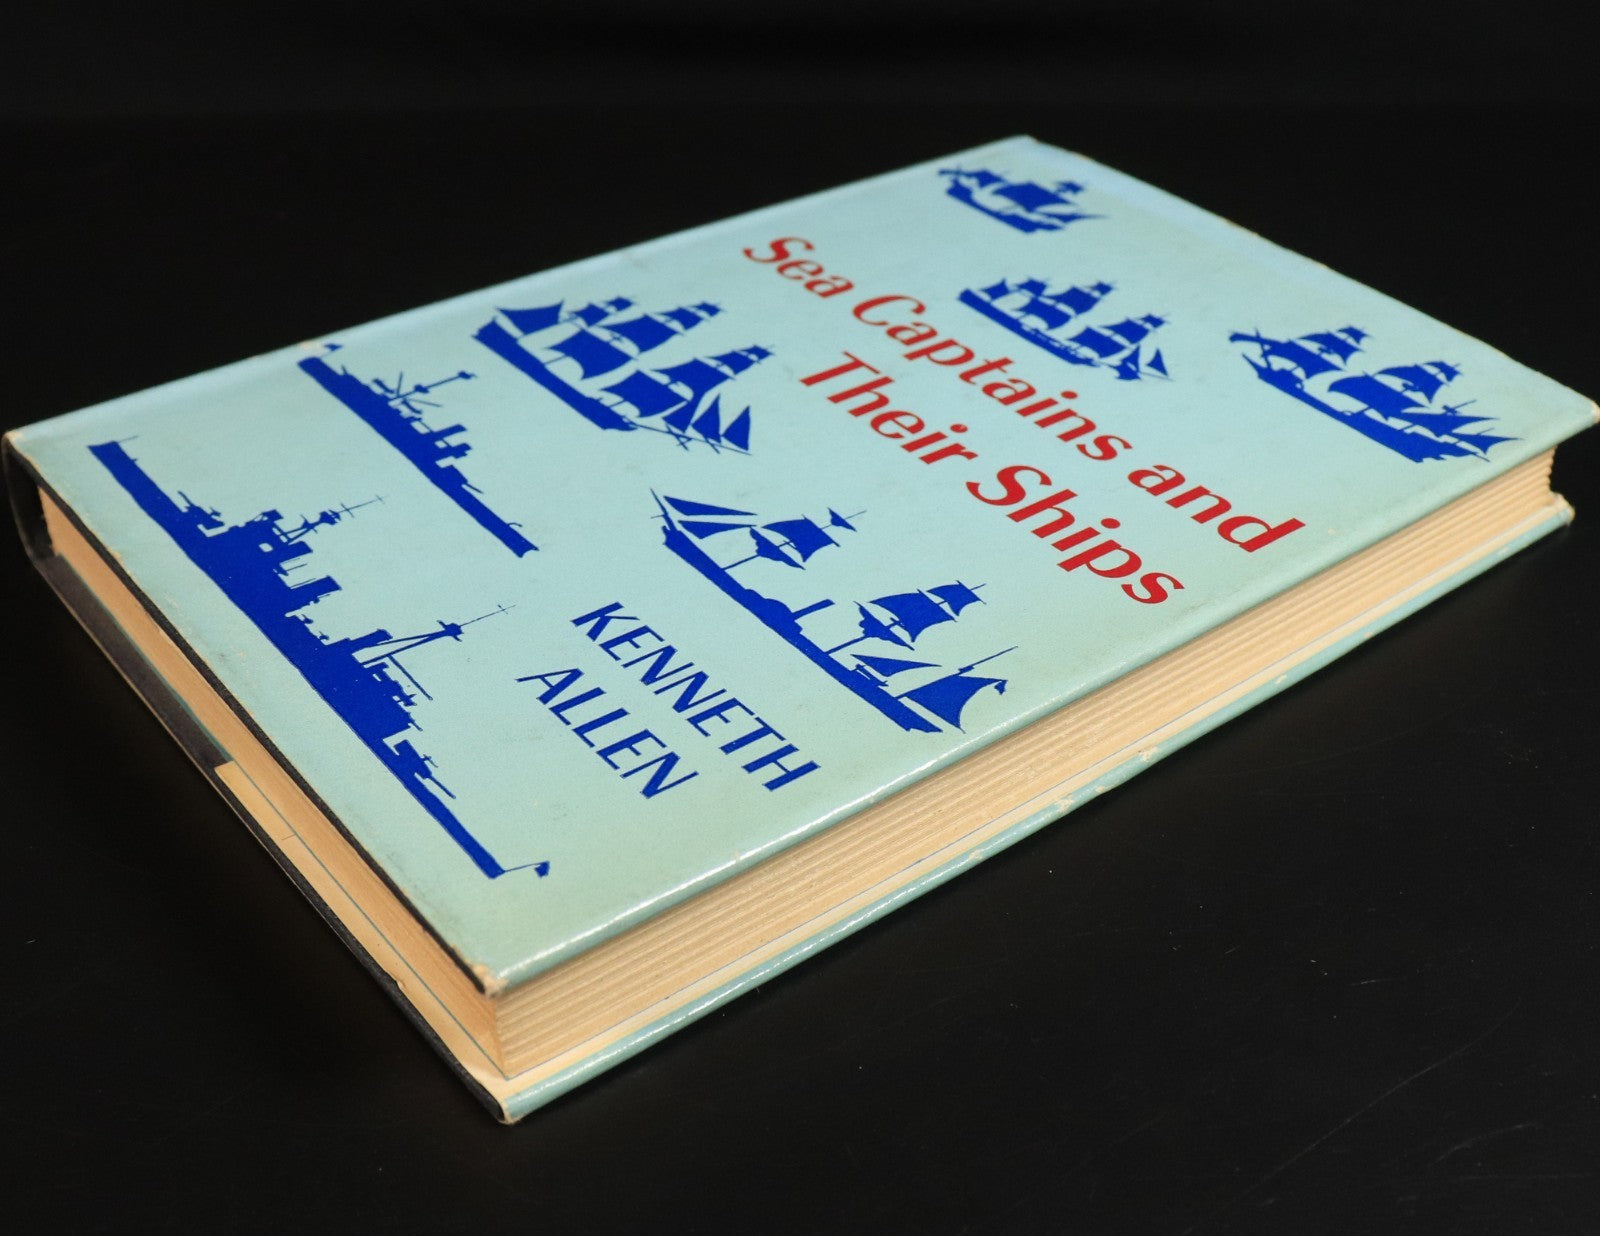 Sea Captains and
Their Ships
KENNETH
ALLEN